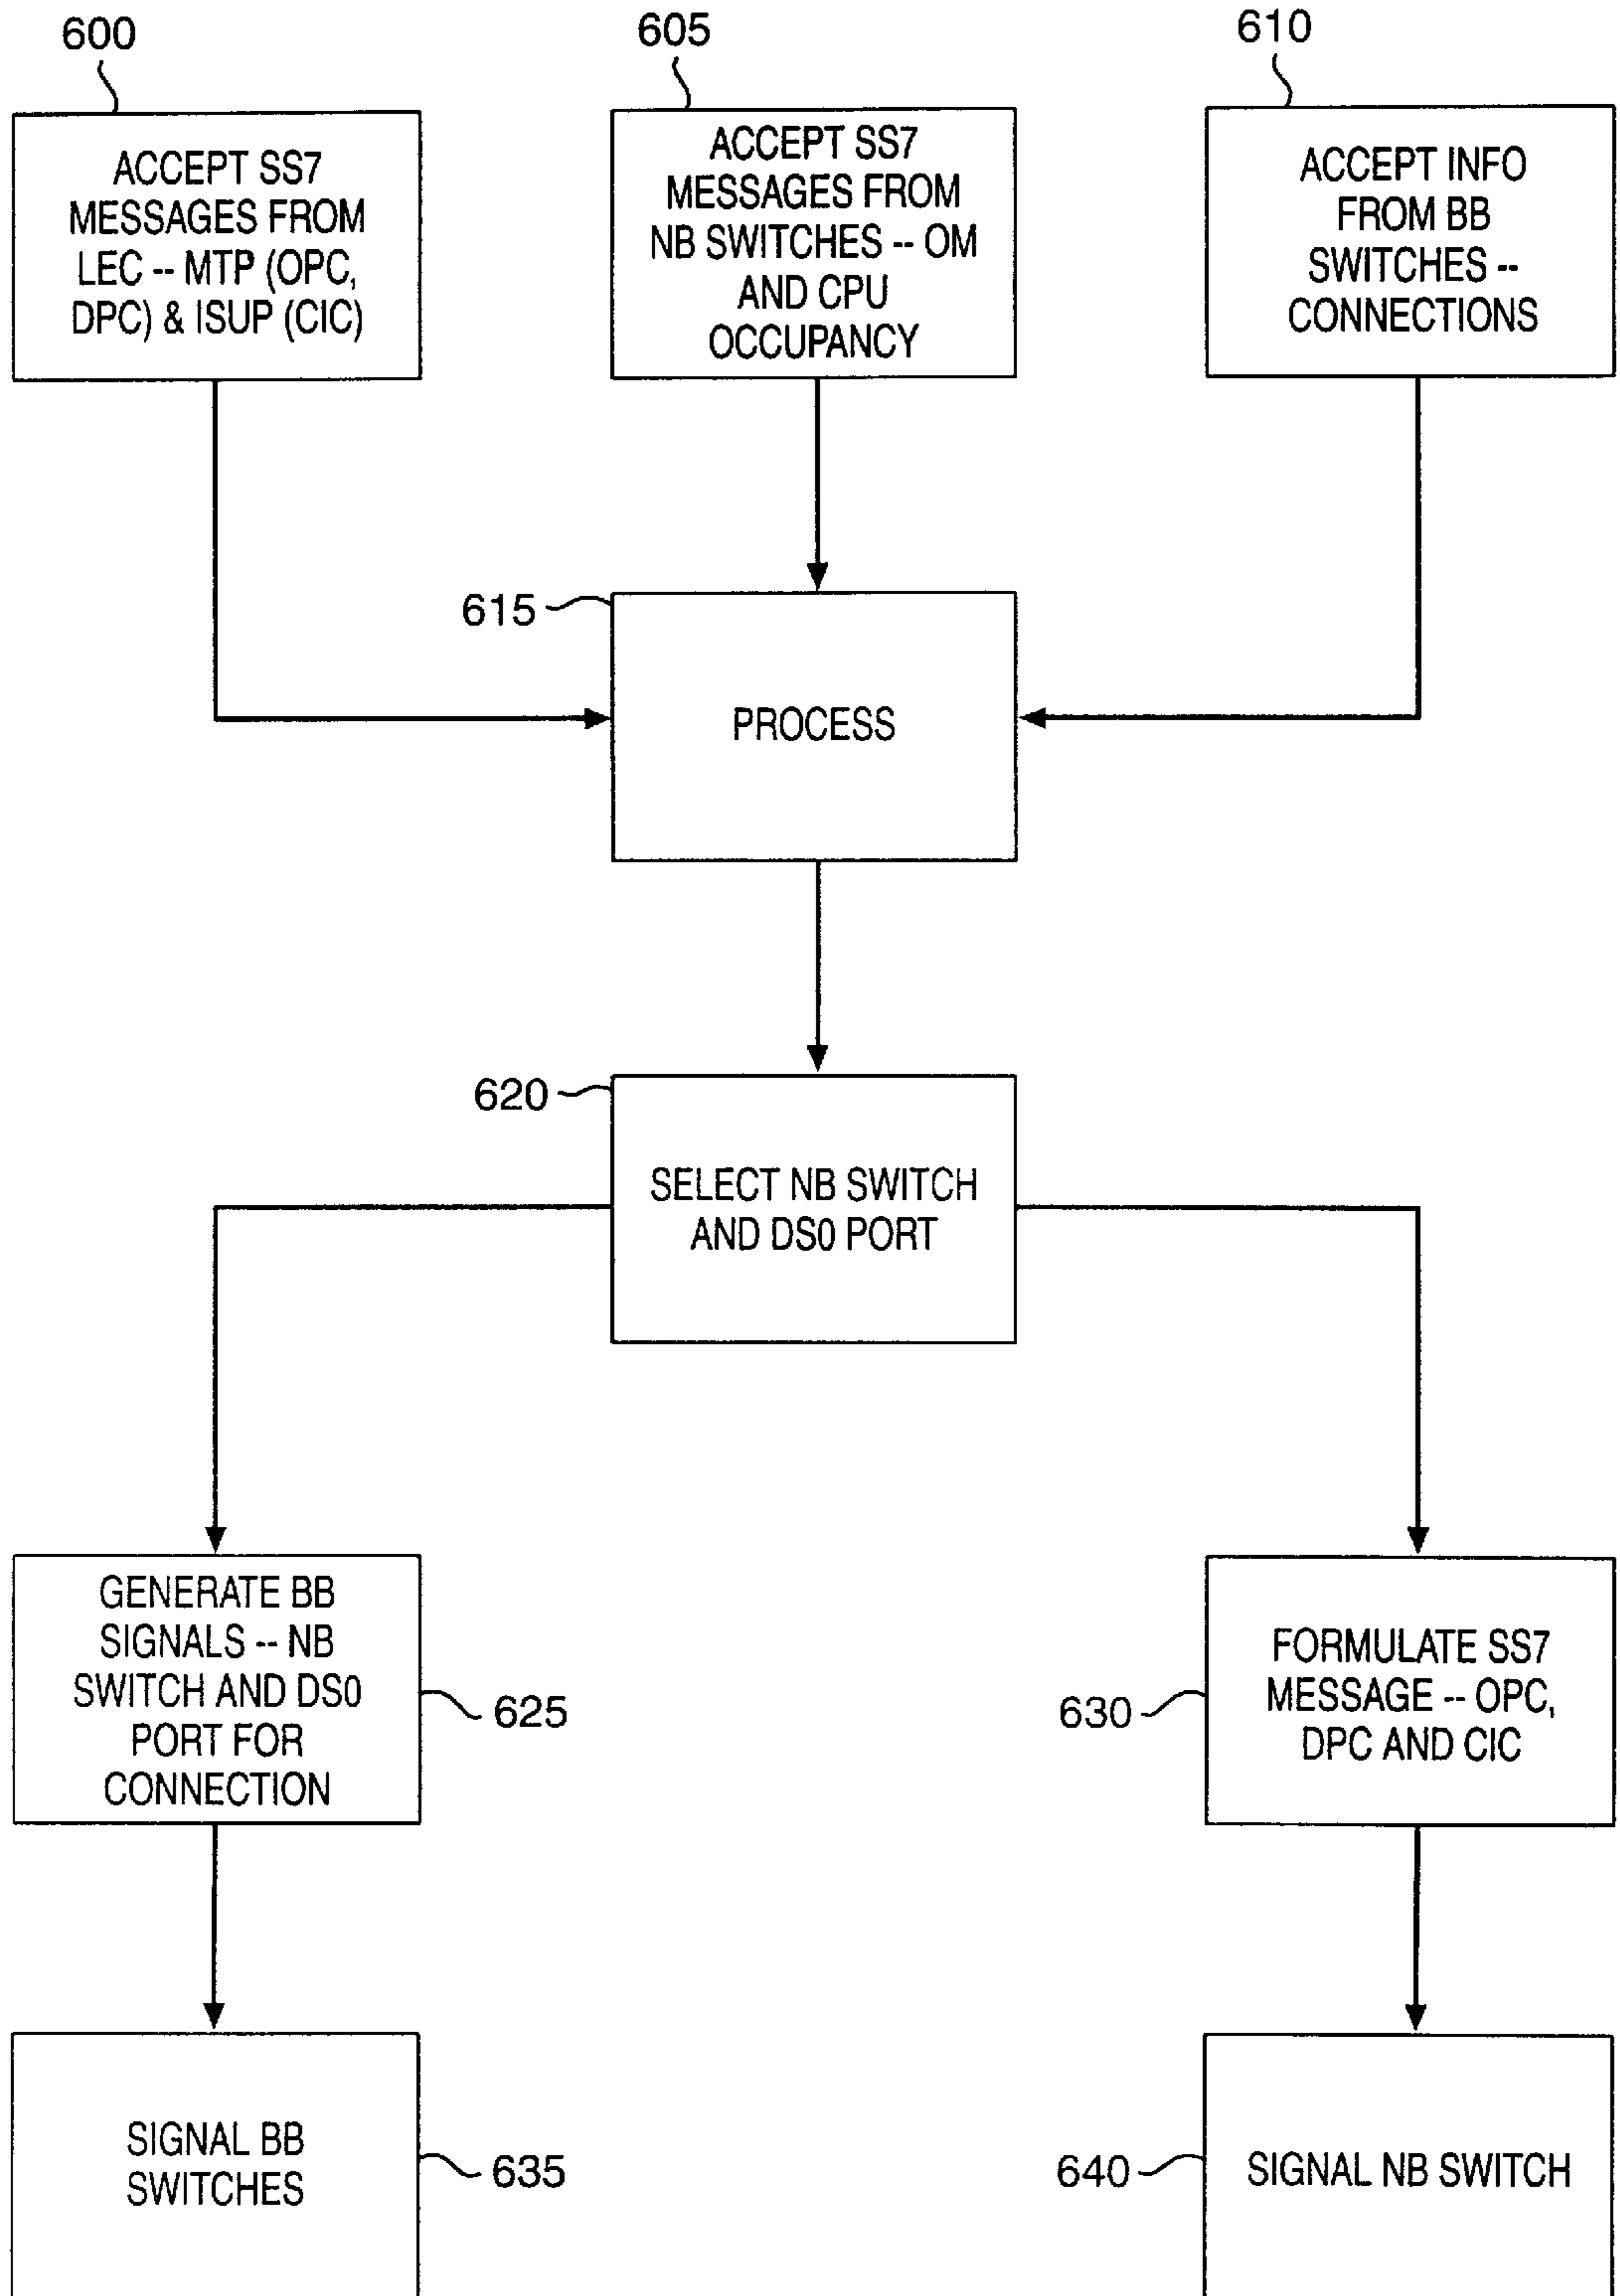 600
ACCEPT SS7
MESSAGES FROM
LEC -- MTP (OPC,
DPC) & ISUP (CIC)
605
ACCEPT SS7
MESSAGES FROM
NB SWITCHES -- OM
AND CPU
OCCUPANCY
610
ACCEPT INFO
FROM BB
SWITCHES --
CONNECTIONS
615
PROCESS
620
SELECT NB SWITCH
AND DS0 PORT
GENERATE BB
SIGNALS -- NB
SWITCH AND DS0
PORT FOR
CONNECTION
625
630
FORMULATE SS7
MESSAGE -- OPC,
DPC AND CIC
SIGNAL BB
SWITCHES
635
640
SIGNAL NB SWITCH